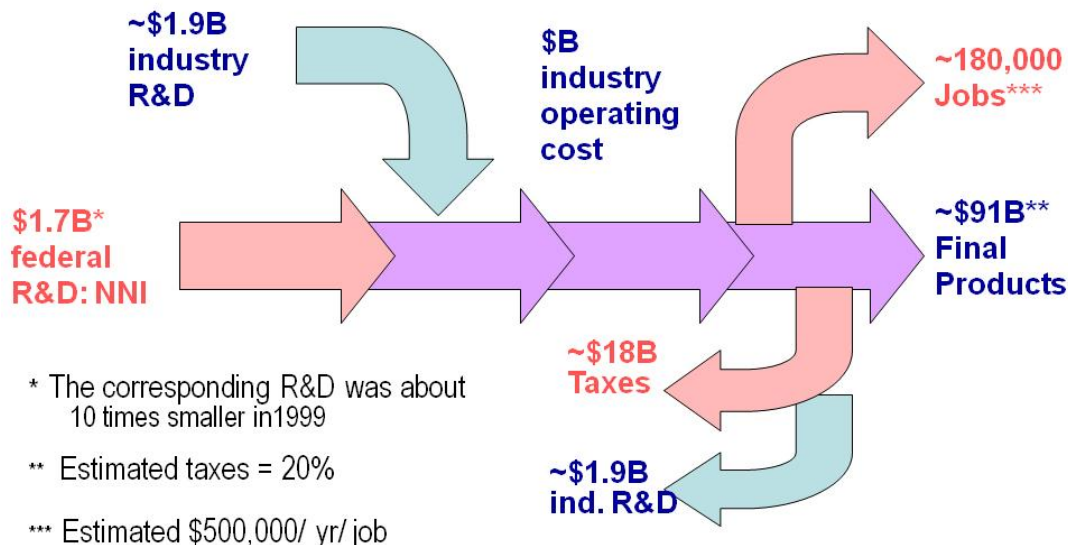 ~$1.9B
industry
R&D
$B
industry
operating
cost
~180,000
Jobs***
$1.7B*
federal
R&D: NNI
~$91B**
Final
Products
~$18B
Taxes
~$1.9B
ind. R&D
* The corresponding R&D was about
10 times smaller in1999
** Estimated taxes = 20%
*** Estimated $500,000/ yr/ job